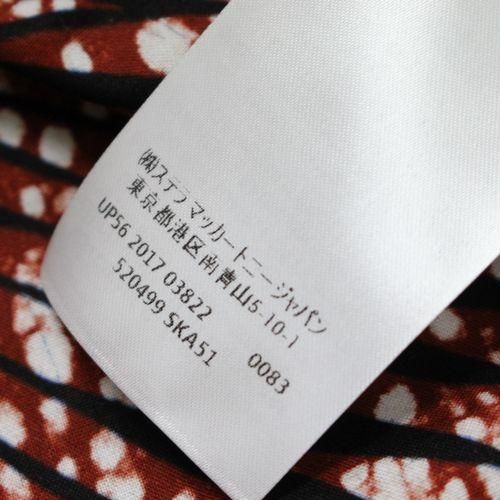 ㈱ステラ マッカートニー ジャパン
東京都港区南青山5-10-1
UP56 2017 03822
520499 SKA51 0083